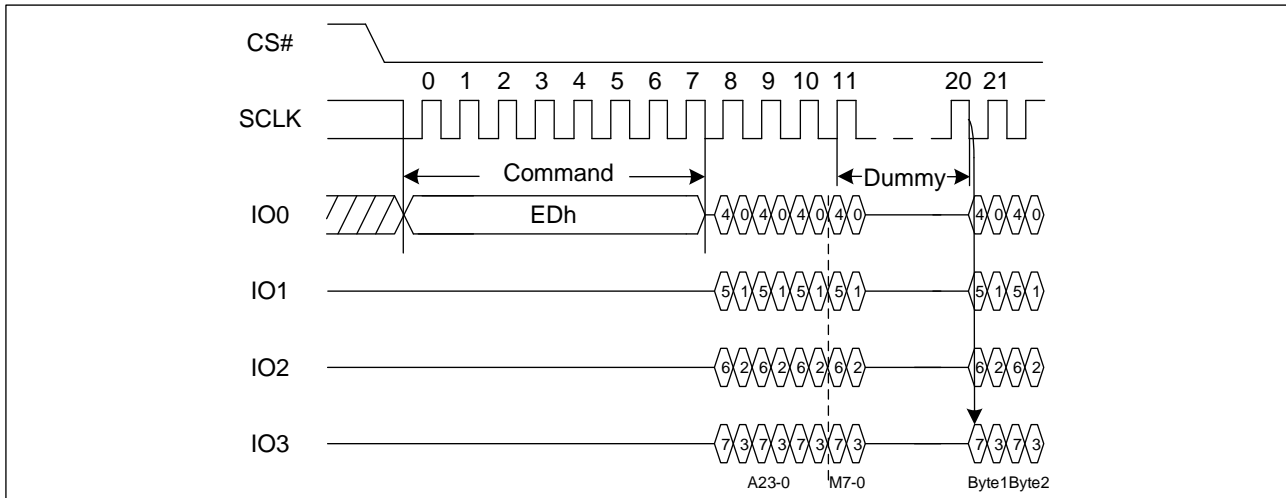 CS#
0 1 2 3 4 5 6 7 8 9 10 11 20 21
SCLK
Command
Dummy
IO0
EDh
4 0 4 0 4 0 4 0 4 0 4 0
IO1
5 1 5 1 5 1 5 1 5 1 5 1
IO2
6 2 6 2 6 2 6 2 6 2 6 2
IO3
7 3 7 3 7 3 7 3 7 3 7 3
A23-0 M7-0 Byte1 Byte2